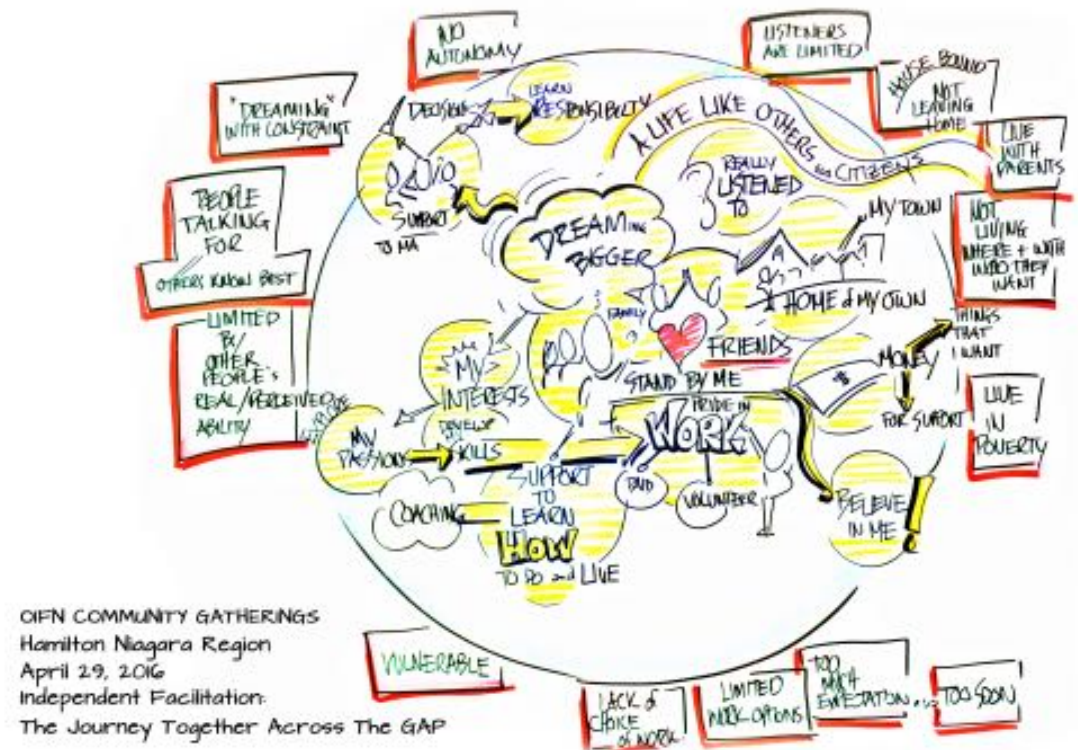 NO
AUTONOMY
LISTENERS
ARE LIMITED
HOUSE BOUND
NOT
LEAVING
HOME
LIVE
WITH
PARENTS
"DREAMING"
WITH CONSTRAINT
DECISIONS
LEARN
RESPONSIBILTY
A LIFE LIKE OTHERS
CITIZENS
REALLY
LISTENED
TO
PEOPLE
TALKING
FOR
OTHERS KNOW BEST
SUPPORT
TO
DREAMING
BIGGER
MY TOWN
HOME of MY OWN
NOT
LIVING
WHERE + WITH
WHO THEY
WANT
LIMITED
BY
OTHER
PEOPLE'S
REAL/PERCEIVED
ABILITY
FAMILY
FRIENDS
STAND BY ME
MONEY
THINGS
THAT
I WANT
FOR SUPPORT
LIVE
IN
POVERTY
MY
INTERESTS
EXPLORE
MY
PASSIONS
DEVELOP
SKILLS
PRIDE IN
WORK
PAID
VOLUNTEER
BELIEVE
IN ME!
COACHING
SUPPORT
TO
LEARN
HOW
TO DO and LIVE
OIFN COMMUNITY GATHERINGS
Hamilton Niagara Region
April 29, 2016
Independent Facilitation:
The Journey Together Across The GAP
VULNERABLE
LACK of
CHOICE
of WORK
LIMITED
WORK OPTIONS
TOO
MUCH
EXPECTATION...
TOO SOON